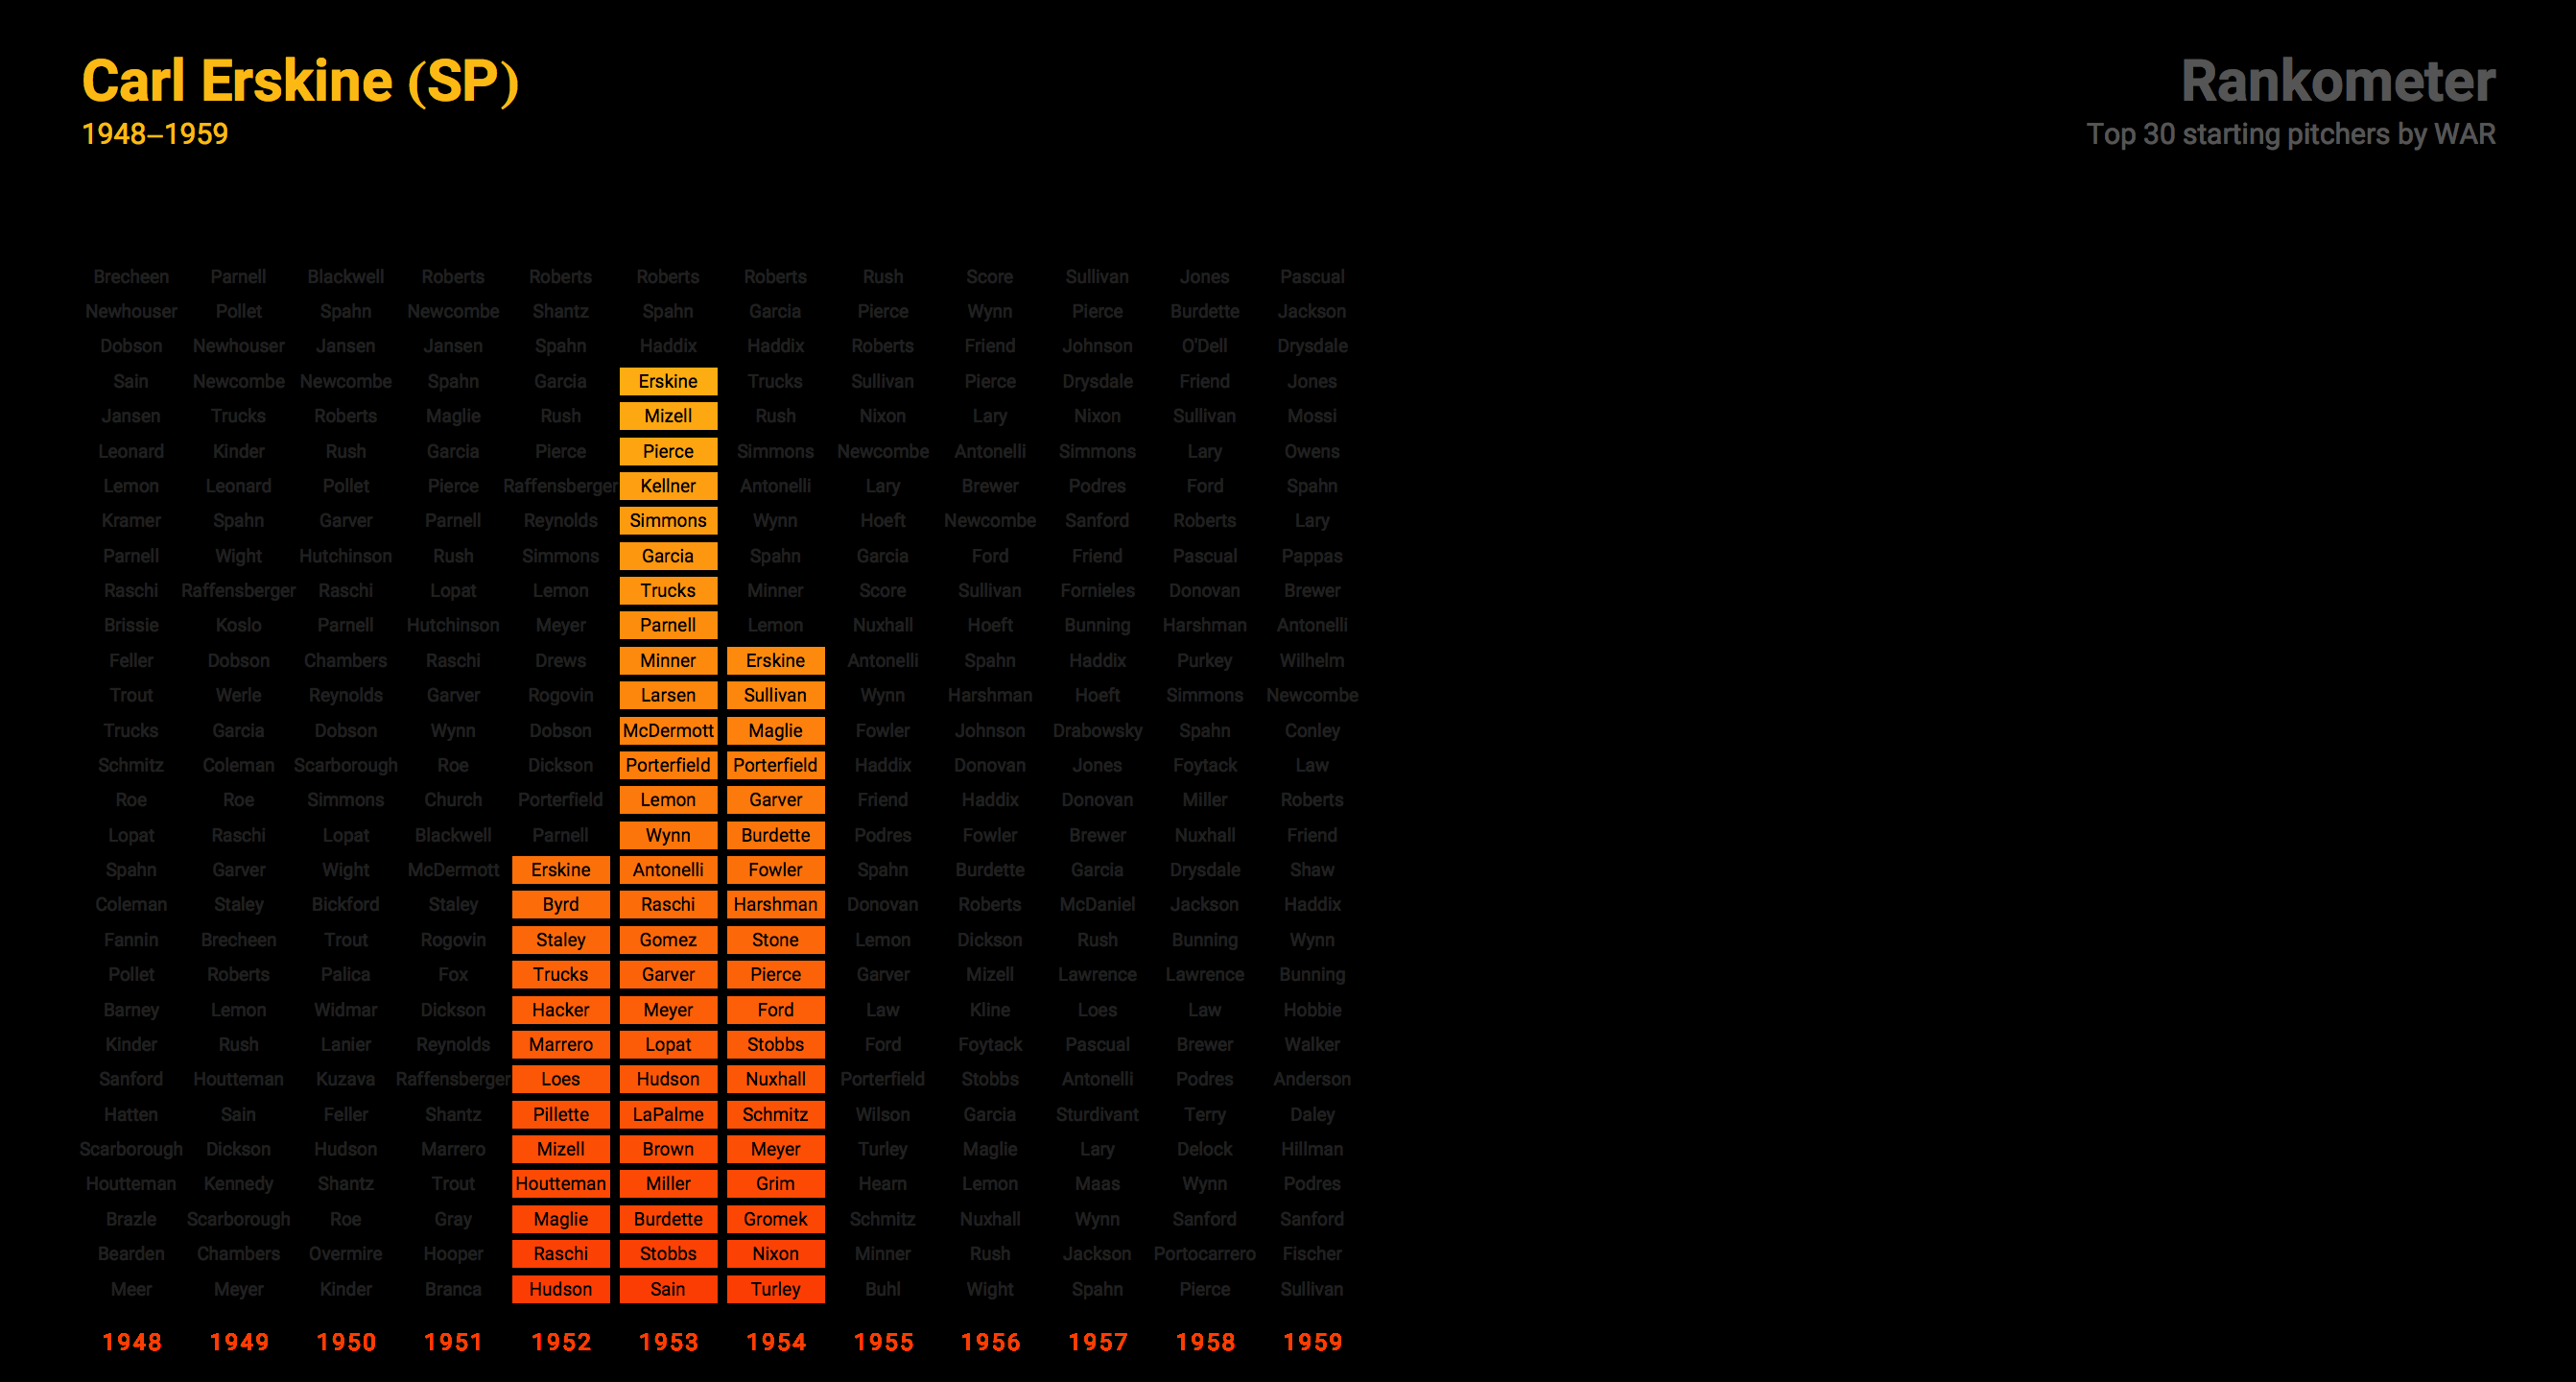 Carl Erskine (SP)
1948–1959
Rankometer
Top 30 starting pitchers by WAR
Brecheen Parnell Blackwell Roberts Roberts Roberts Roberts Rush Score Sullivan Jones Pascual
Newhouser Pollet Spahn Newcombe Shantz Spahn Garcia Pierce Wynn Pierce Burdette Jackson
Dobson Newhouser Jansen Jansen Spahn Haddix Haddix Roberts Friend Johnson O'Dell Drysdale
Sain Newcombe Newcombe Spahn Garcia Erskine Trucks Sullivan Pierce Drysdale Friend Jones
Jansen Trucks Roberts Maglie Rush Mizell Rush Nixon Lary Nixon Sullivan Mossi
Leonard Kinder Rush Garcia Pierce Pierce Simmons Newcombe Antonelli Simmons Lary Owens
Lemon Leonard Pollet Pierce Raffensberger Kellner Antonelli Lary Brewer Podres Ford Spahn
Kramer Spahn Garver Parnell Reynolds Simmons Wynn Hoeft Newcombe Sanford Roberts Lary
Parnell Wight Hutchinson Rush Simmons Garcia Spahn Garcia Ford Friend Pascual Pappas
Raschi Raffensberger Raschi Lopat Lemon Trucks Minner Score Sullivan Fornieles Donovan Brewer
Brissie Koslo Parnell Hutchinson Meyer Parnell Lemon Nuxhall Hoeft Bunning Harshman Antonelli
Feller Dobson Chambers Raschi Drews Minner Erskine Antonelli Spahn Haddix Purkey Wilhelm
Trout Werle Reynolds Garver Rogovin Larsen Sullivan Wynn Harshman Hoeft Simmons Newcombe
Trucks Garcia Dobson Wynn Dobson McDermott Maglie Fowler Johnson Drabowsky Spahn Conley
Schmitz Coleman Scarborough Roe Dickson Porterfield Porterfield Haddix Donovan Jones Foytack Law
Roe Roe Simmons Church Porterfield Lemon Garver Friend Haddix Donovan Miller Roberts
Lopat Raschi Lopat Blackwell Parnell Wynn Burdette Podres Fowler Brewer Nuxhall Friend
Spahn Garver Wight McDermott Erskine Antonelli Fowler Spahn Burdette Garcia Drysdale Shaw
Coleman Staley Bickford Staley Byrd Raschi Harshman Donovan Roberts McDaniel Jackson Haddix
Fannin Brecheen Trout Rogovin Staley Gomez Stone Lemon Dickson Rush Bunning Wynn
Pollet Roberts Palica Fox Trucks Garver Pierce Garver Mizell Lawrence Lawrence Bunning
Barney Lemon Widmar Dickson Hacker Meyer Ford Law Kline Loes Law Hobbie
Kinder Rush Lanier Reynolds Marrero Lopat Stobbs Ford Foytack Pascual Brewer Walker
Sanford Houtteman Kuzava Raffensberger Loes Hudson Nuxhall Porterfield Stobbs Antonelli Podres Anderson
Hatten Sain Feller Shantz Pillette LaPalme Schmitz Wilson Garcia Sturdivant Terry Daley
Scarborough Dickson Hudson Marrero Mizell Brown Meyer Turley Maglie Lary Delock Hillman
Houtteman Kennedy Shantz Trout Houtteman Miller Grim Hearn Lemon Maas Wynn Podres
Brazle Scarborough Roe Gray Maglie Burdette Gromek Schmitz Nuxhall Wynn Sanford Sanford
Bearden Chambers Overmire Hooper Raschi Stobbs Nixon Minner Rush Jackson Portocarrero Fischer
Meer Meyer Kinder Branca Hudson Sain Turley Buhl Wight Spahn Pierce Sullivan
1948 1949 1950 1951 1952 1953 1954 1955 1956 1957 1958 1959